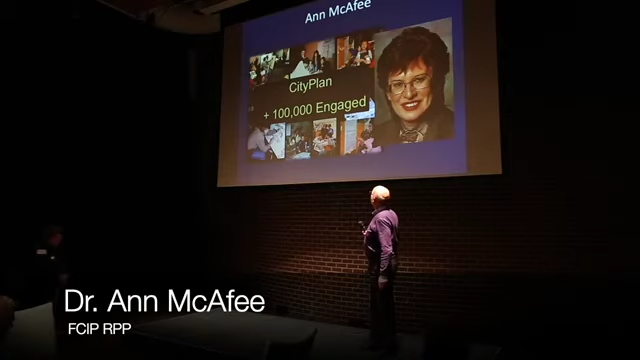 Ann McAfee
CityPlan
+ 100,000 Engaged
Dr. Ann McAfee
FCIP RPP